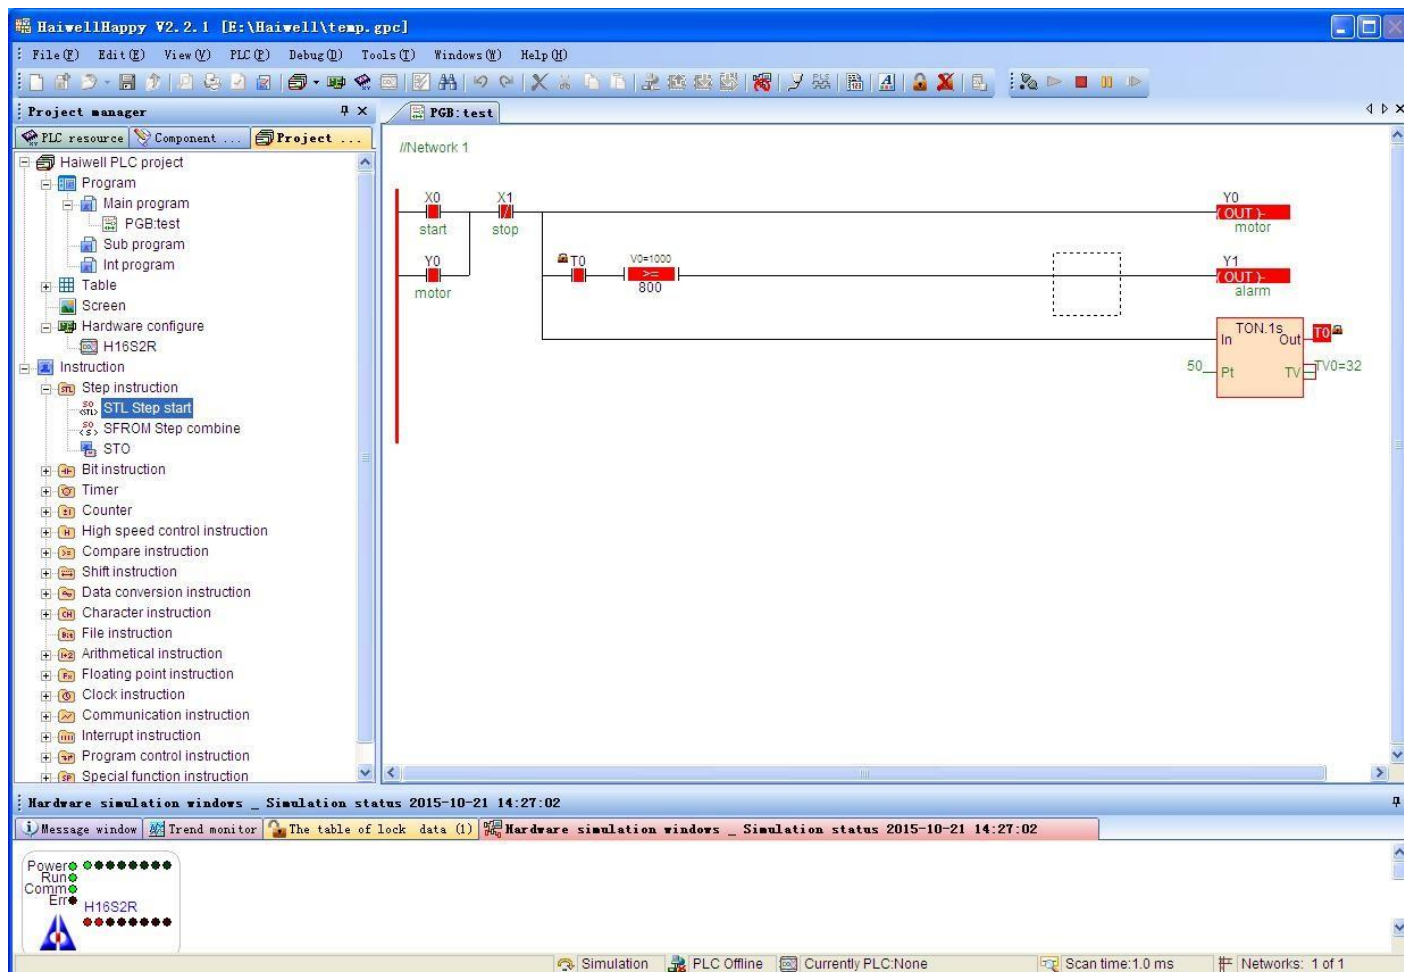 HaiwellHappy V2.2.1 [E:\Haiwell\temp.gpc]
File(F) Edit(E) View(V) PLC(P) Debug(D) Tools(T) Windows(W) Help(H)
Project manager
PLC resource Component ... Project ...
PGB:test
Haiwell PLC project
Program
Main program
PGB:test
Sub program
Int program
Table
Screen
Hardware configure
H16S2R
Instruction
Step instruction
STL Step start
SFROM Step combine
STO
Bit instruction
Timer
Counter
High speed control instruction
Compare instruction
Shift instruction
Data conversion instruction
Character instruction
File instruction
Arithmetical instruction
Floating point instruction
Clock instruction
Communication instruction
Interrupt instruction
Program control instruction
Special function instruction
//Network 1
X0 X1 Y0
(OUT)-
start stop motor
Y0 T0 V0=1000 Y1
>= (OUT)-
motor 800 alarm
TON.1s
In Out T0
50 Pt TV TV0=32
Hardware simulation windows _ Simulation status 2015-10-21 14:27:02
Message window Trend monitor The table of lock data (1) Hardware simulation windows _ Simulation status 2015-10-21 14:27:02
Power
Run
Comm
Err
H16S2R
Simulation PLC Offline Currently PLC:None Scan time:1.0 ms Networks: 1 of 1